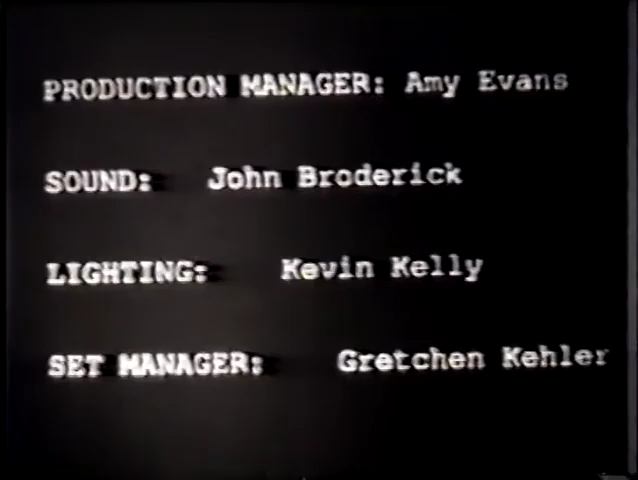 PRODUCTION MANAGER: Amy Evans
SOUND: John Broderick
LIGHTING: Kevin Kelly
SET MANAGER: Gretchen Kehler